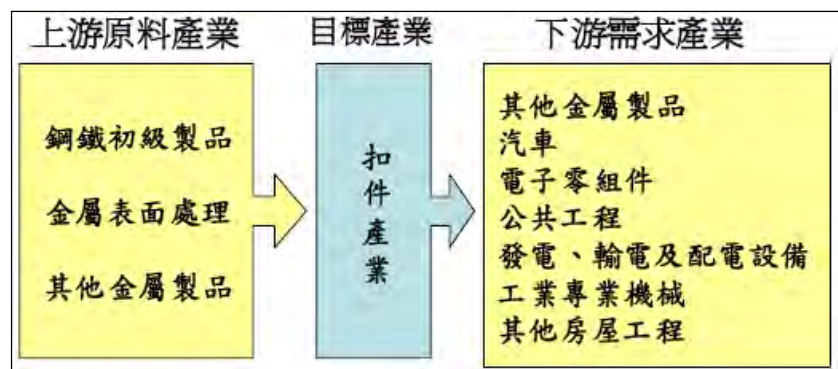 上游原料產業
目標產業
下游需求產業
鋼鐵初級製品
金屬表面處理
其他金屬製品
扣件產業
其他金屬製品
汽車
電子零組件
公共工程
發電、輸電及配電設備
工業專業機械
其他房屋工程